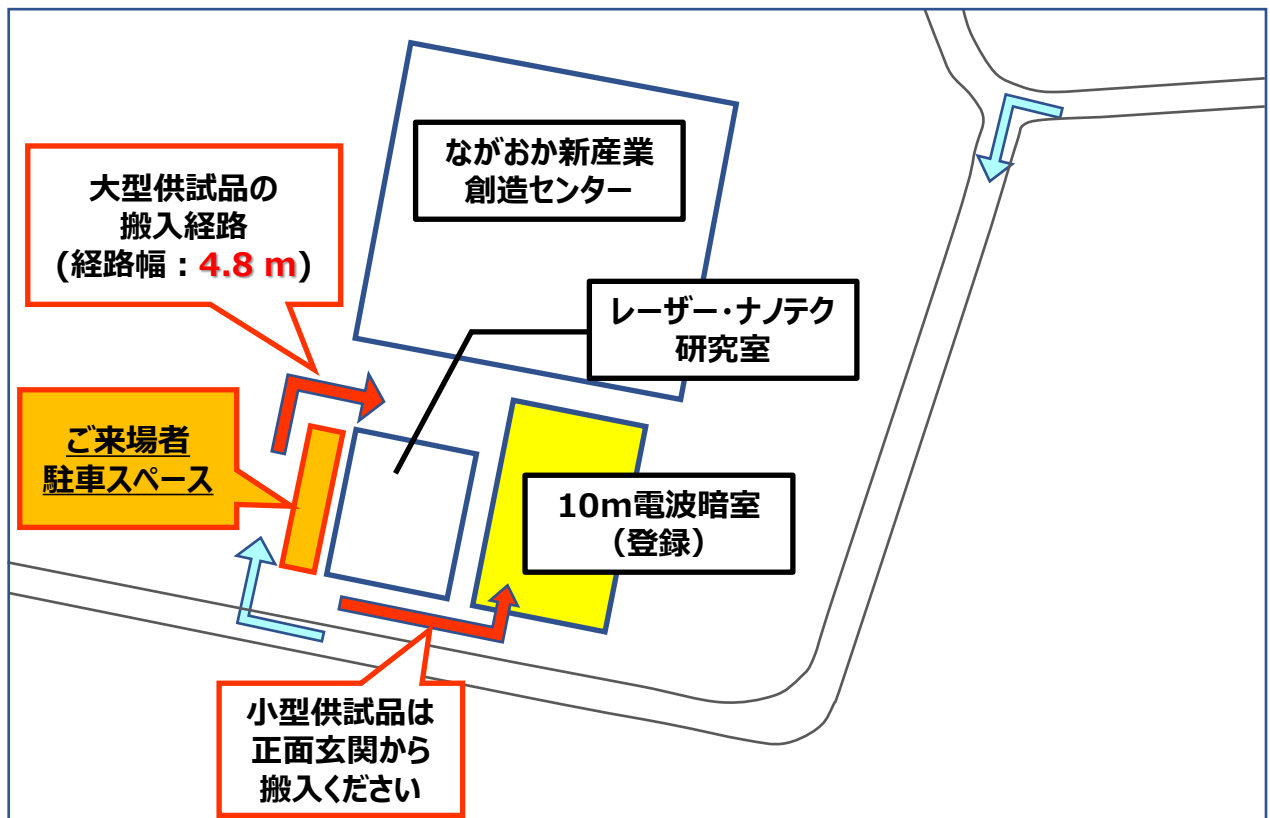 ながおか新産業
創造センター
大型供試品の
搬入経路
(経路幅：4.8 m)
レーザー・ナノテク
研究室
ご来場者
駐車スペース
10m電波暗室
（登録）
小型供試品は
正面玄関から
搬入ください